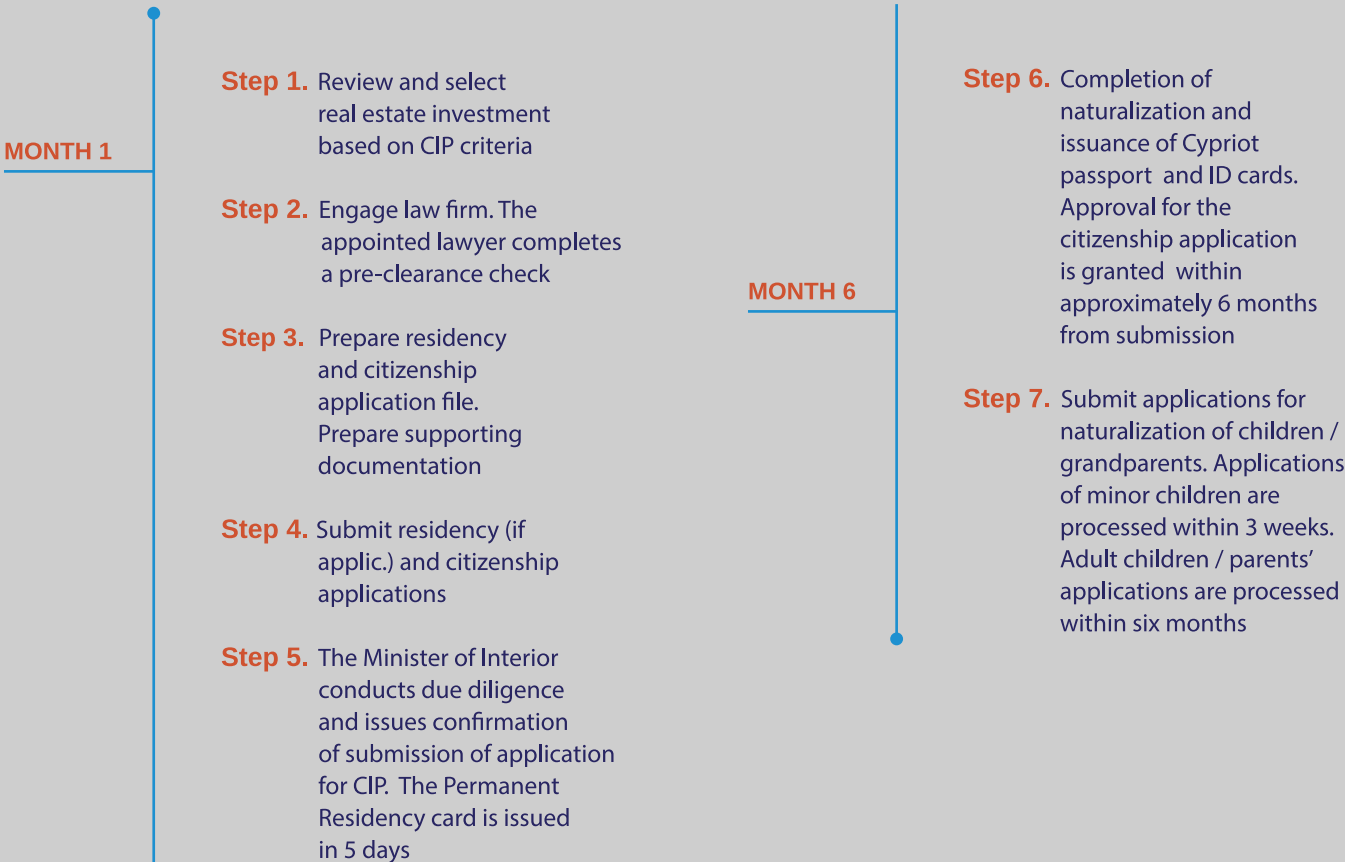 MONTH 1
Step 1. Review and select
real estate investment
based on CIP criteria
Step 2. Engage law firm. The
appointed lawyer completes
a pre-clearance check
Step 3. Prepare residency
and citizenship
application file.
Prepare supporting
documentation
Step 4. Submit residency (if
applic.) and citizenship
applications
Step 5. The Minister of Interior
conducts due diligence
and issues confirmation
of submission of application
for CIP. The Permanent
Residency card is issued
in 5 days
MONTH 6
Step 6. Completion of
naturalization and
issuance of Cypriot
passport and ID cards.
Approval for the
citizenship application
is granted within
approximately 6 months
from submission
Step 7. Submit applications for
naturalization of children /
grandparents. Applications
of minor children are
processed within 3 weeks.
Adult children / parents’
applications are processed
within six months